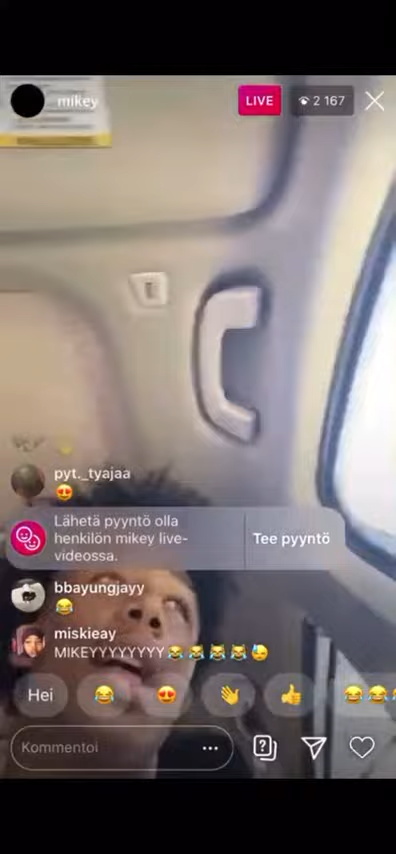 mikey
LIVE
2 167
pyt._tyajaa
😍
Lähetä pyyntö olla
henkilön mikey live-
videossa.
Tee pyyntö
bbayungjayy
😂
miskieay
MIKEYYYYYYYY😂😹😹😹😓
Hei
😂
😍
👋
👍
😂😂
Kommentoi